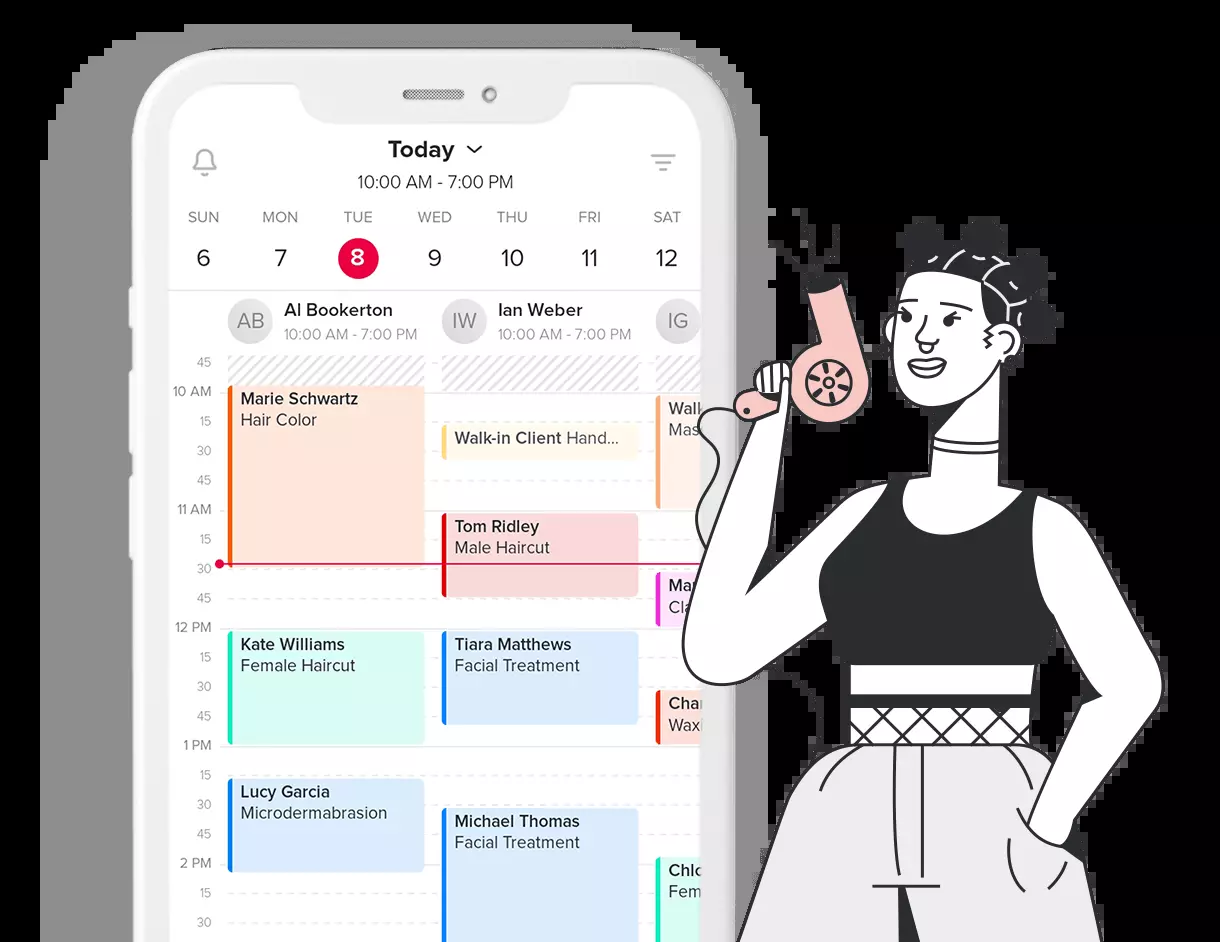 Today
10:00 AM - 7:00 PM
SUN MON TUE WED THU FRI SAT
6 7 8 9 10 11 12
AB Al Bookerton 10:00 AM - 7:00 PM
IW Ian Weber 10:00 AM - 7:00 PM
IG
45
10 AM
15
30
45
11 AM
15
30
45
12 PM
15
30
45
1 PM
15
30
45
2 PM
15
30
Marie Schwartz
Hair Color
Kate Williams
Female Haircut
Lucy Garcia
Microdermabrasion
Walk-in Client Hand...
Tom Ridley
Male Haircut
Tiara Matthews
Facial Treatment
Michael Thomas
Facial Treatment